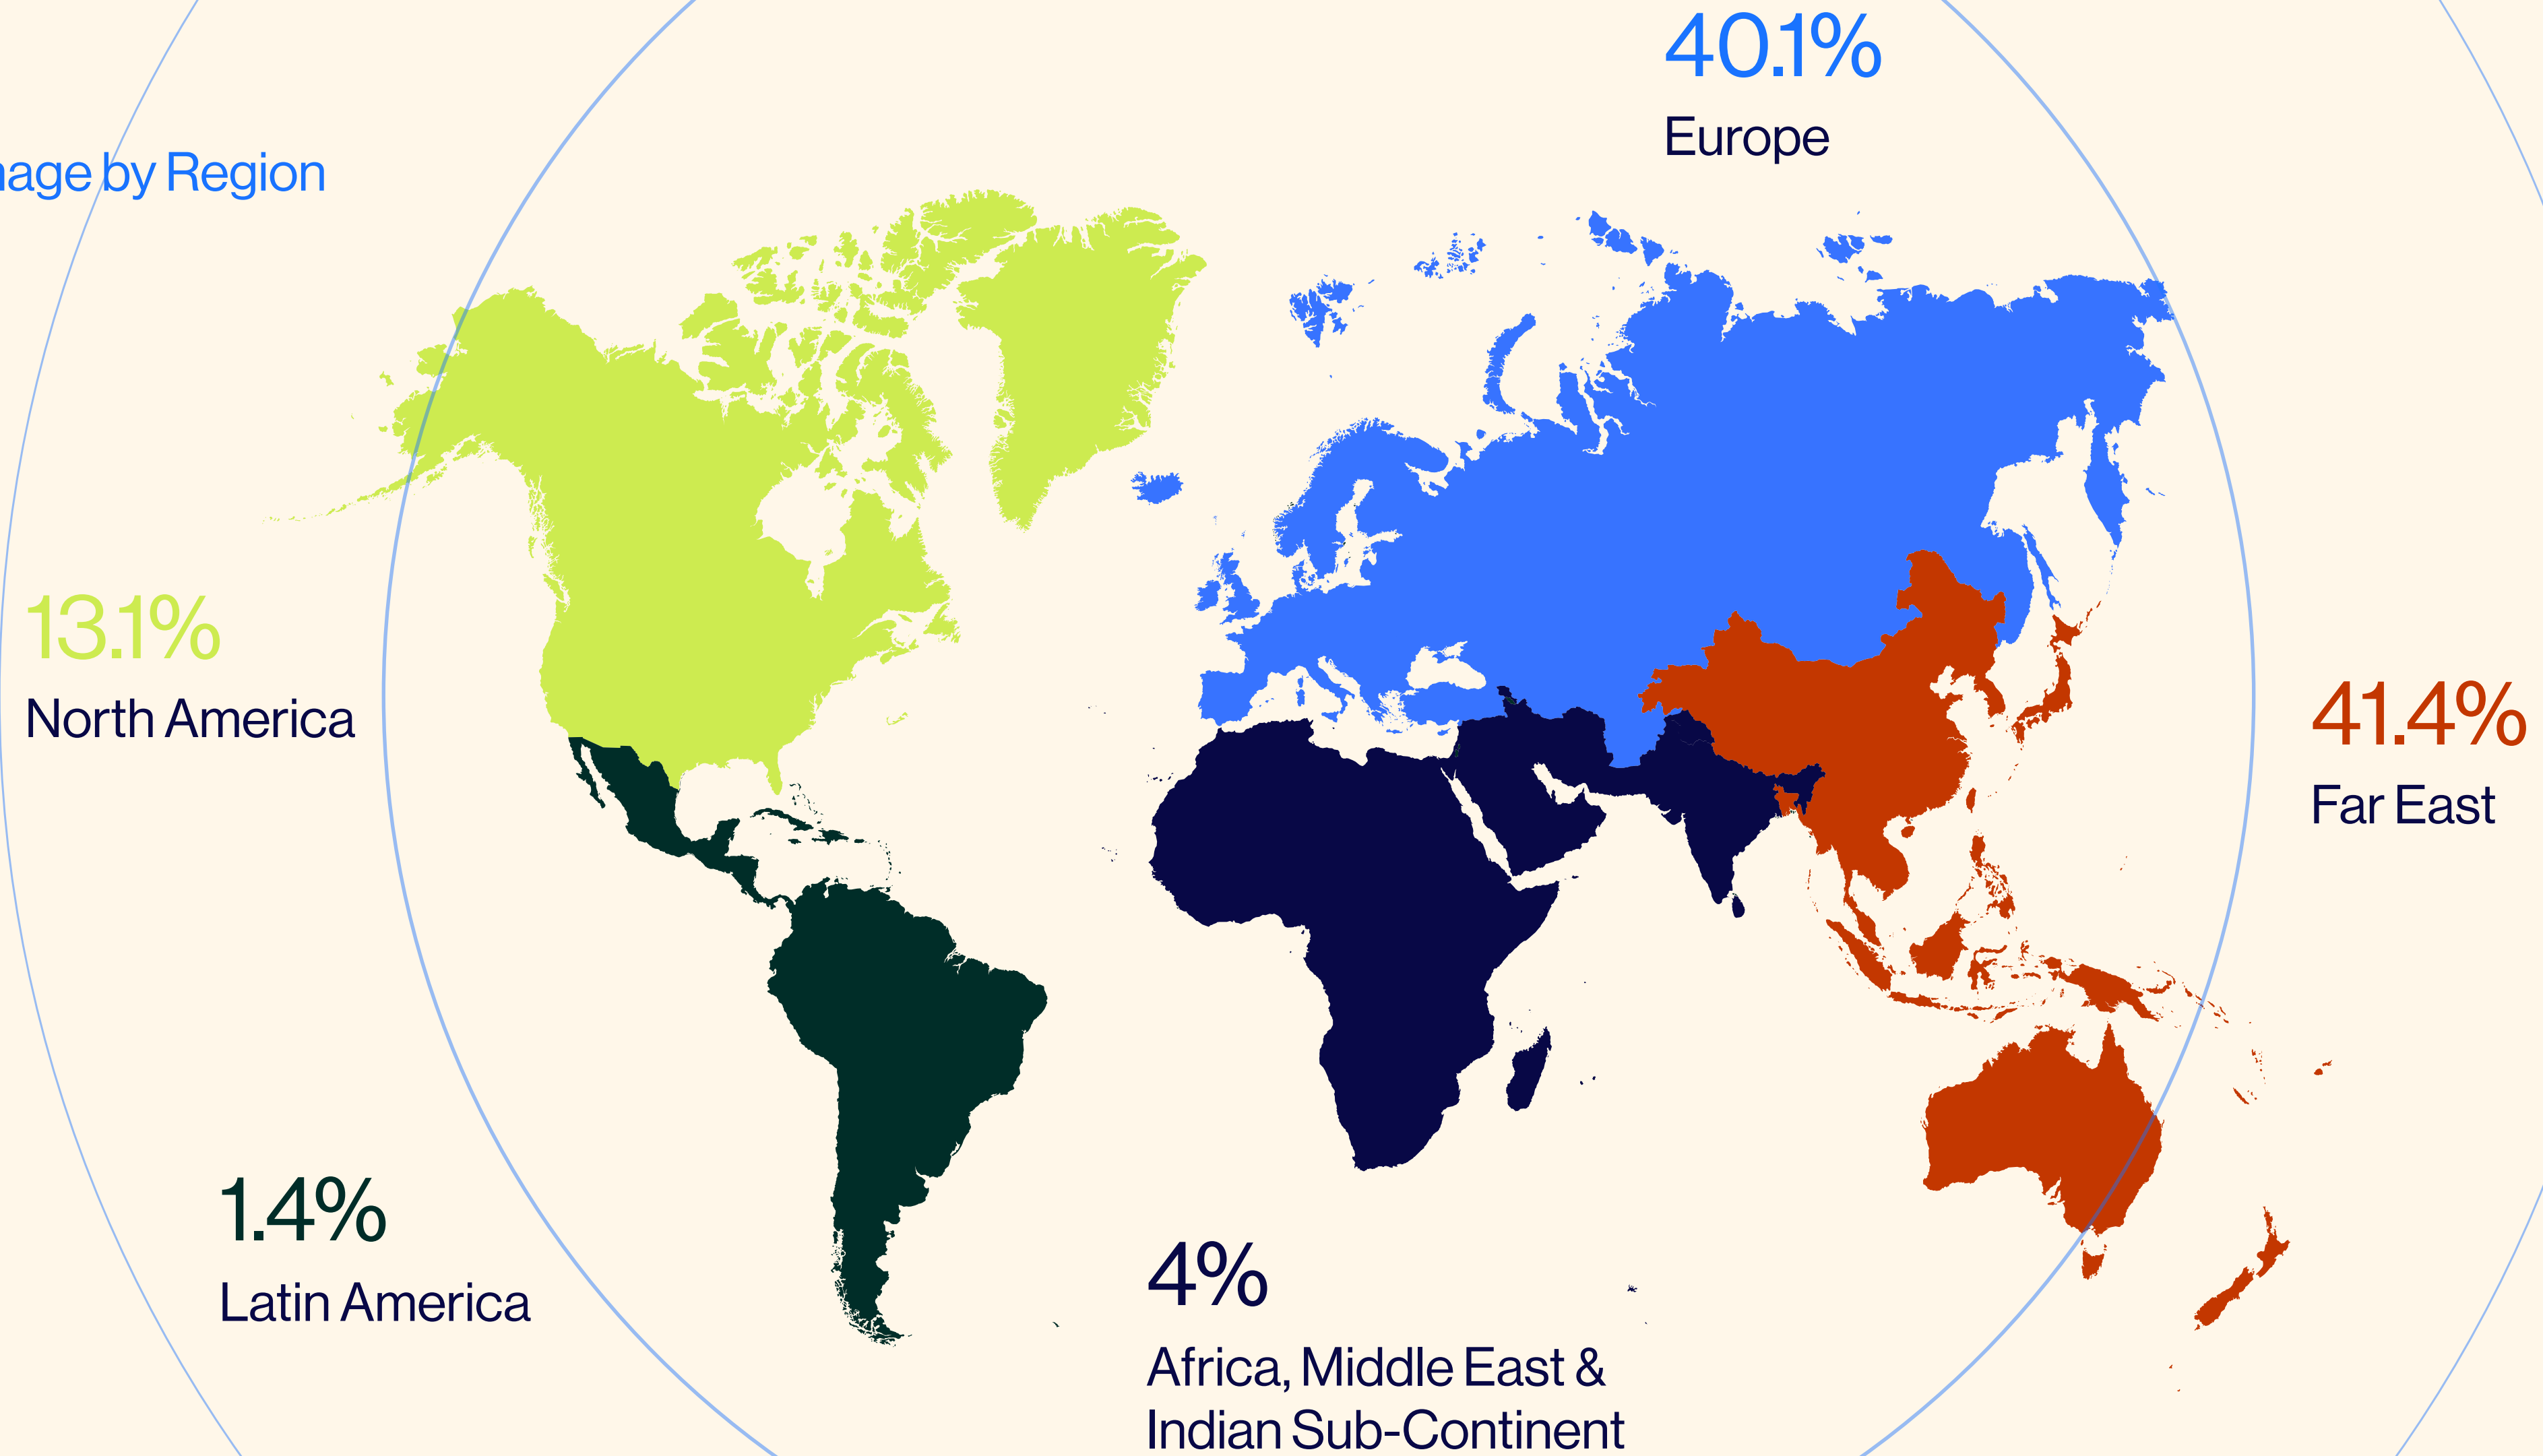 40.1%
Europe
by Region
13.1%
North America
41.4%
Far East
1.4%
Latin America
4%
Africa, Middle East &
Indian Sub-Continent